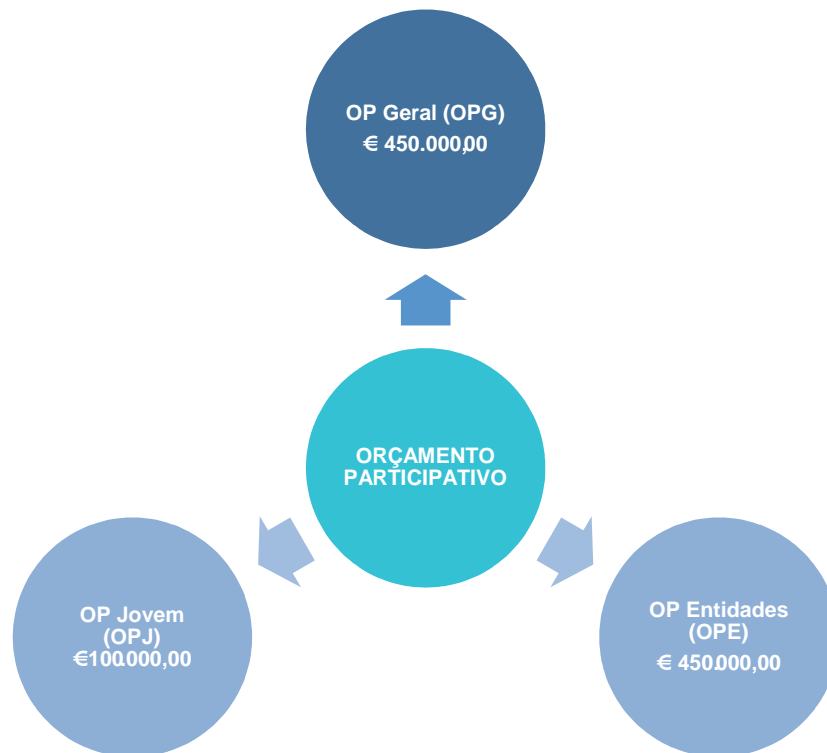 OP Geral (OPG)
€ 450.000,00
ORÇAMENTO
PARTICIPATIVO
OP Jovem
(OPJ)
€100.000,00
OP Entidades
(OPE)
€ 450.000,00